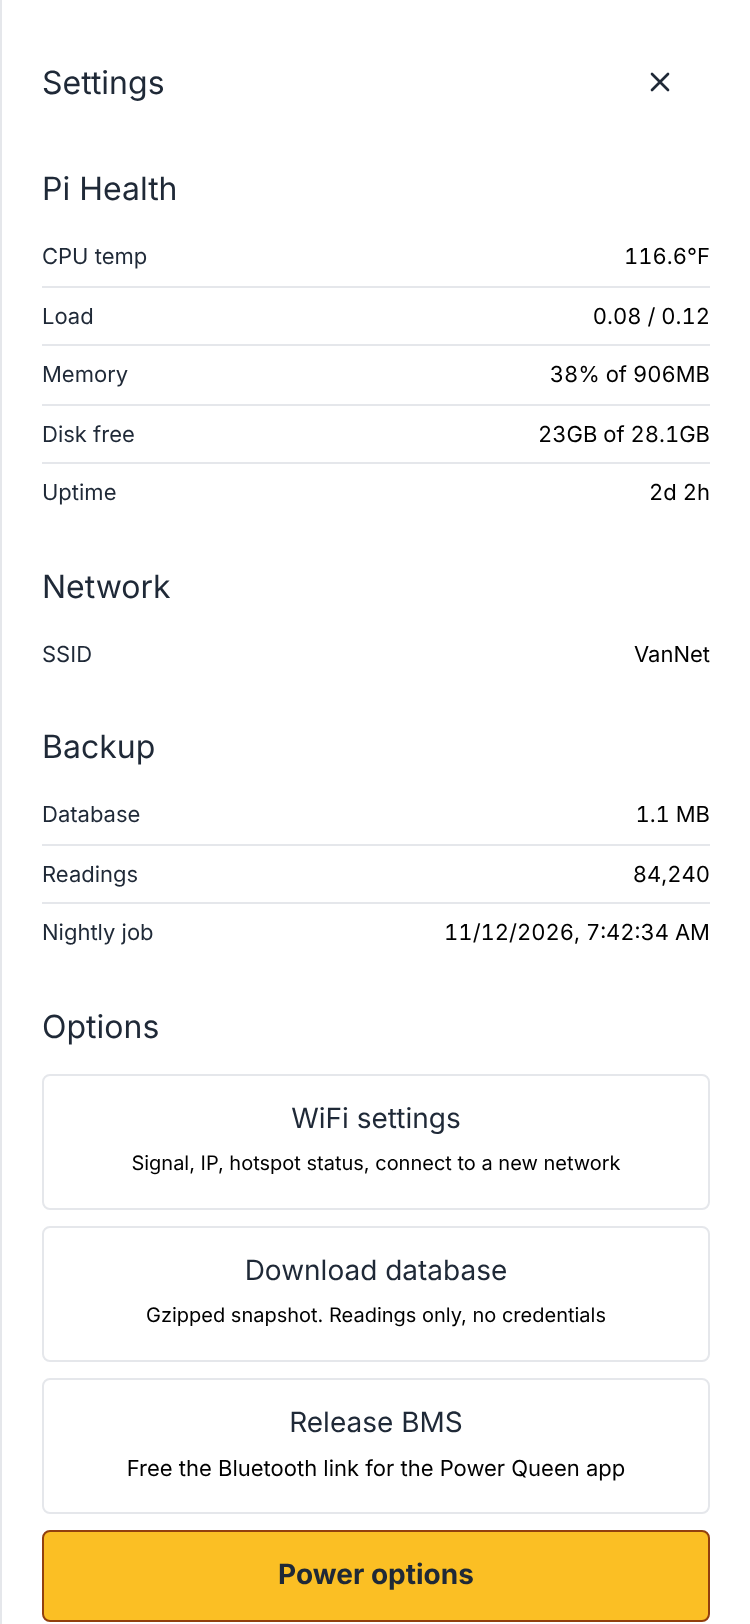 Settings
Pi Health
CPU temp 116.6°F
Load 0.08 / 0.12
Memory 38% of 906MB
Disk free 23GB of 28.1GB
Uptime 2d 2h
Network
SSID VanNet
Backup
Database 1.1 MB
Readings 84,240
Nightly job 11/12/2026, 7:42:34 AM
Options
WiFi settings
Signal, IP, hotspot status, connect to a new network
Download database
Gzipped snapshot. Readings only, no credentials
Release BMS
Free the Bluetooth link for the Power Queen app
Power options